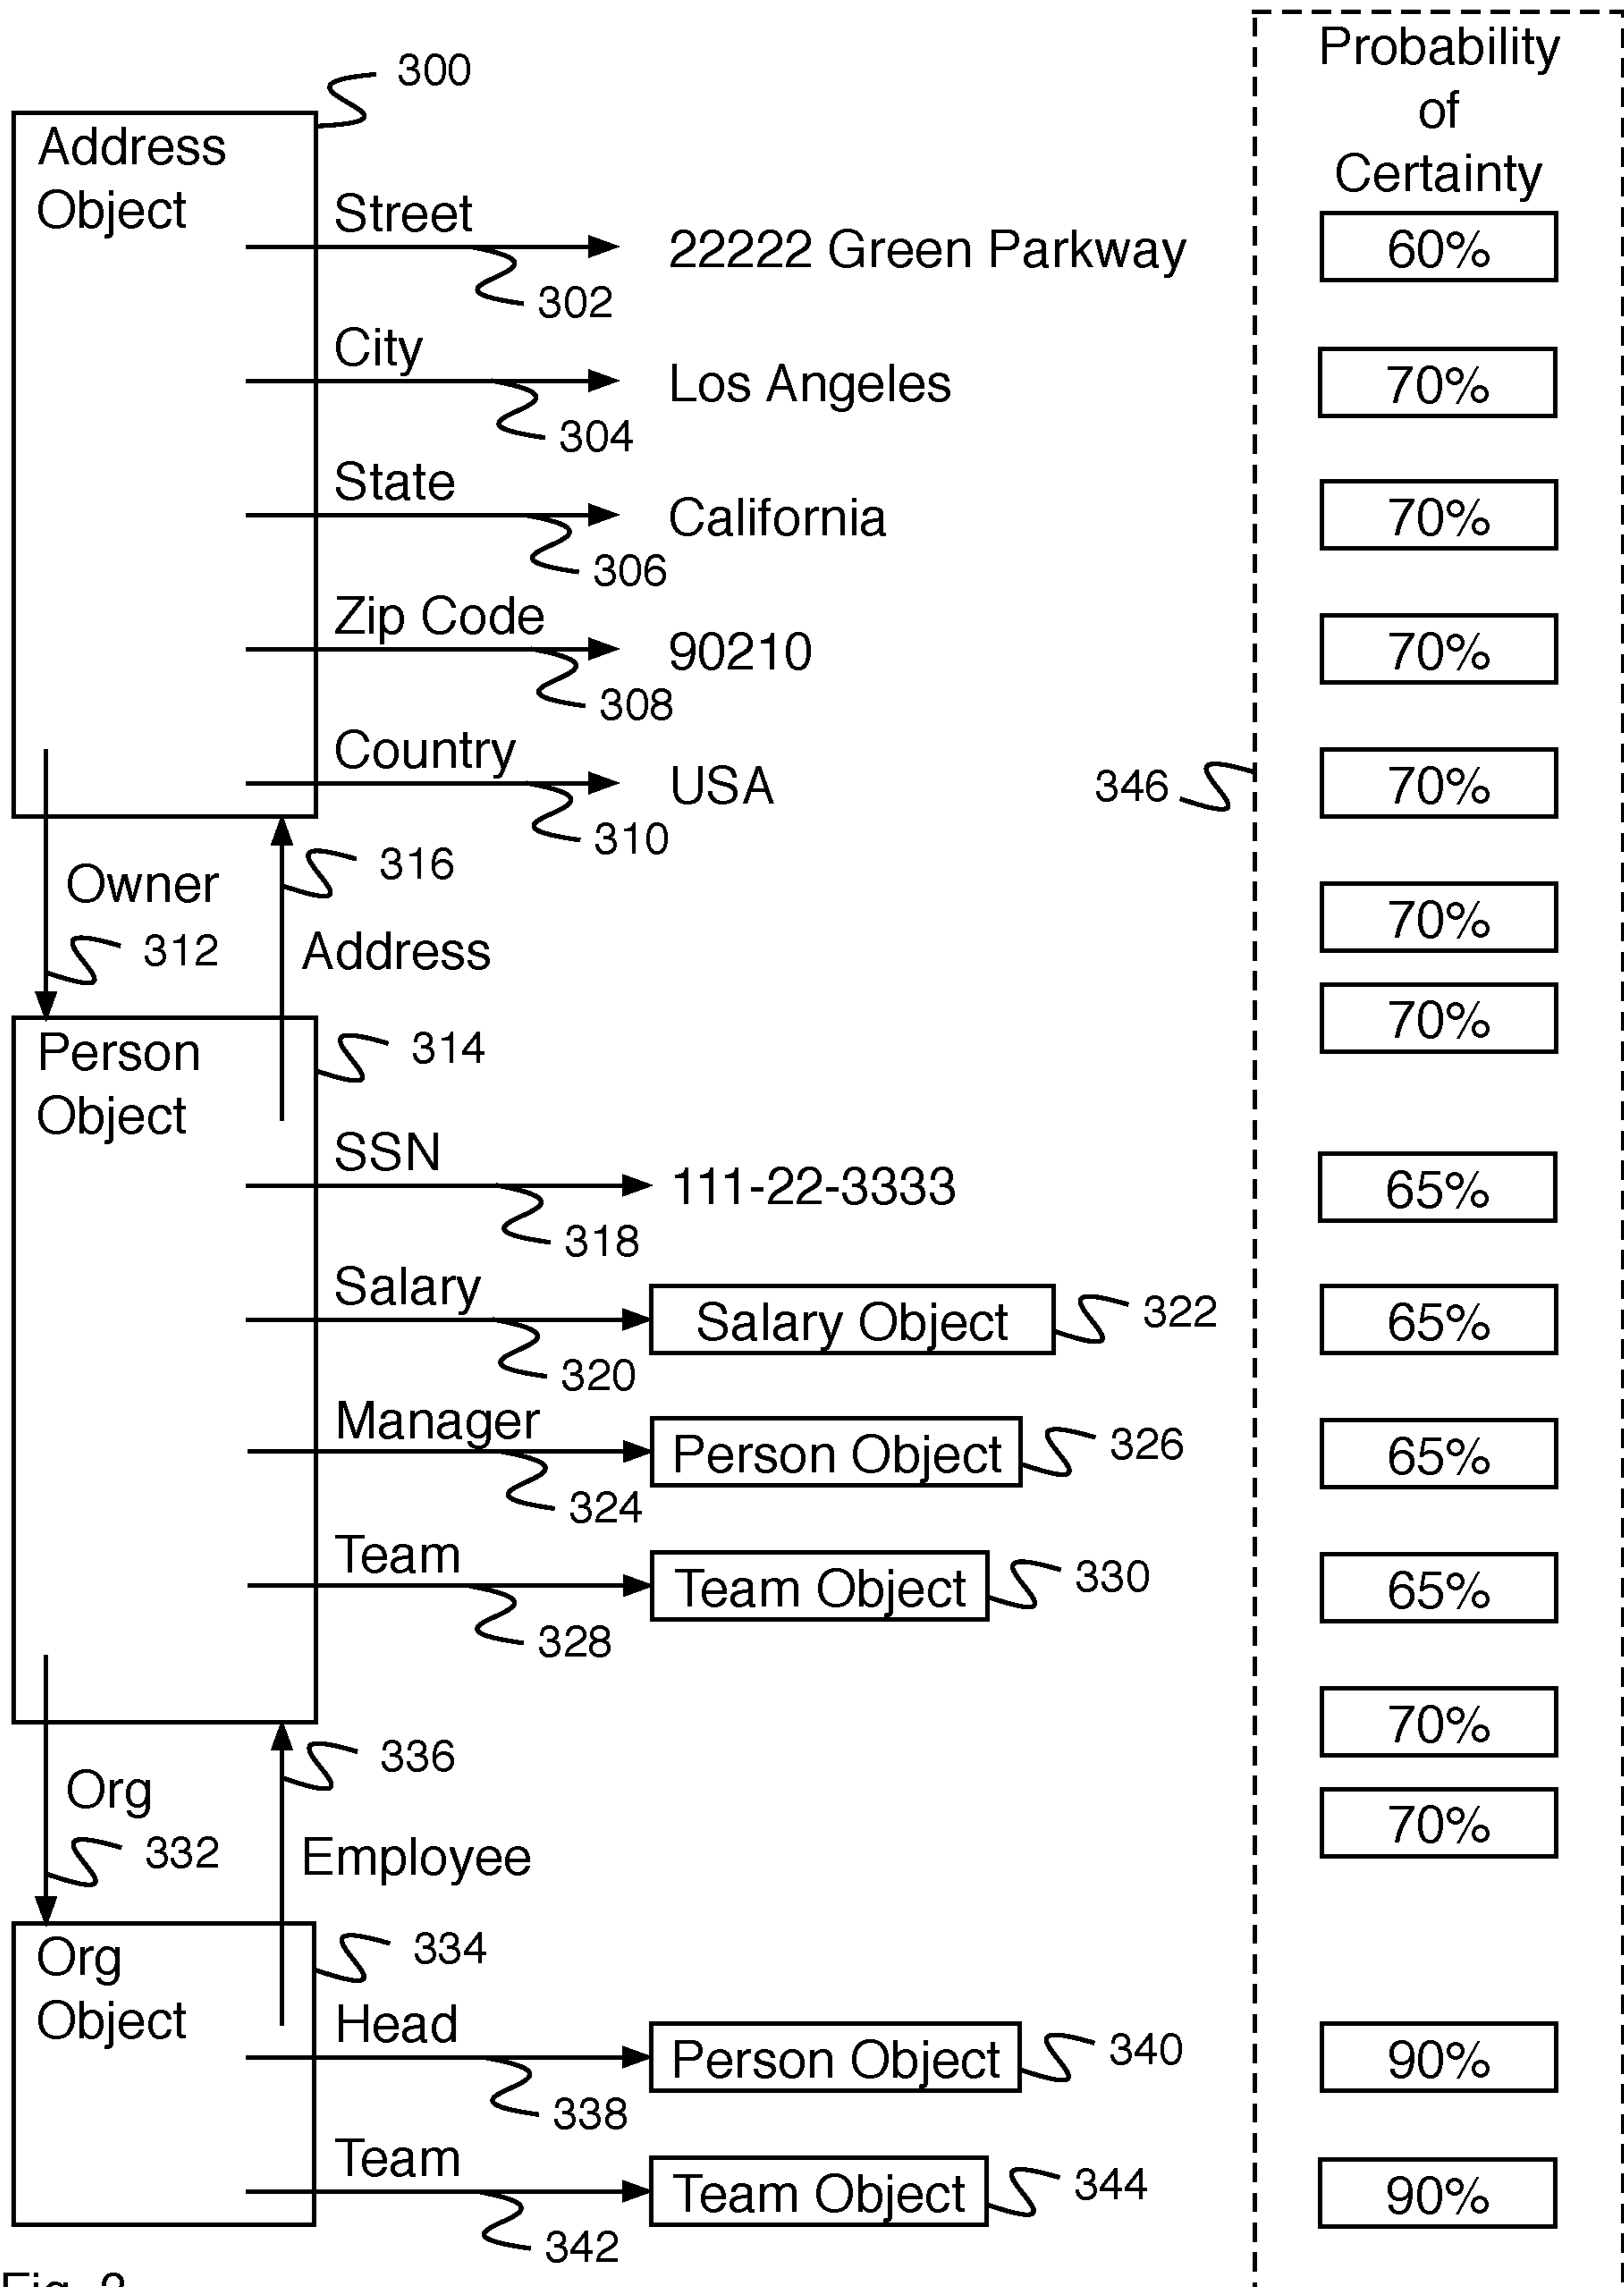 Probability
of
Certainty
300
Address
Object
Street
22222 Green Parkway
60%
302
City
Los Angeles
70%
304
State
California
70%
306
Zip Code
90210
70%
308
Country
USA
346
70%
310
316
Owner
70%
312
Address
70%
Person
Object
314
SSN
111-22-3333
65%
318
Salary
Salary Object
322
65%
320
Manager
Person Object
326
65%
324
Team
Team Object
330
65%
328
70%
336
Org
70%
332
Employee
Org
Object
334
Head
Person Object
340
90%
338
Team
Team Object
344
90%
342